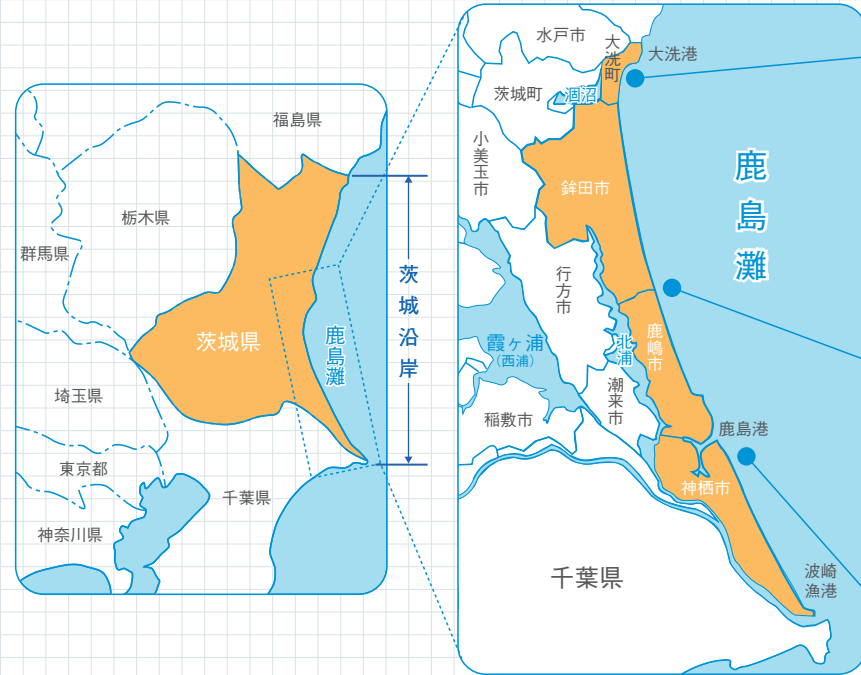 福島県
栃木県
群馬県
茨城県
鹿島灘
埼玉県
東京都
千葉県
神奈川県
茨城沿岸
水戸市
大洗町
大洗港
茨城町
涸沼
小美玉市
鉾田市
鹿島灘
行方市
霞ヶ浦
(西浦)
北浦
鹿嶋市
潮来市
稲敷市
鹿島港
神栖市
千葉県
波崎
漁港